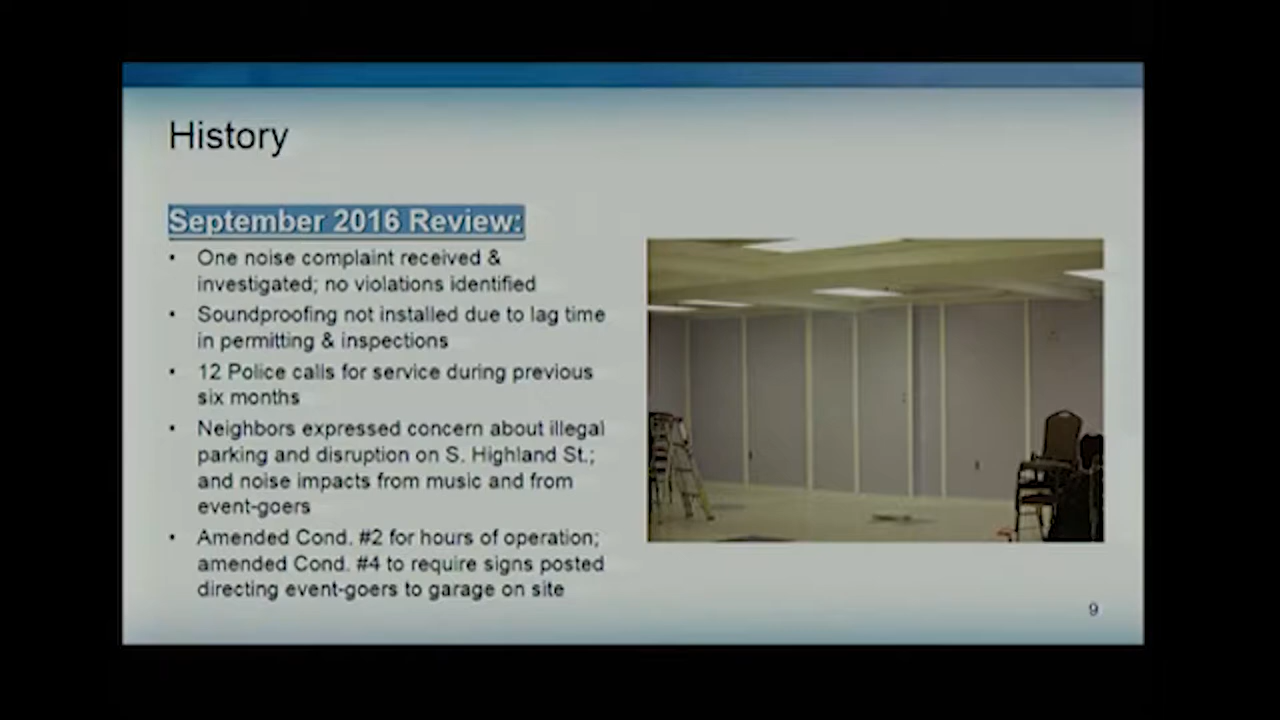 History
September 2016 Review:
• One noise complaint received &
investigated; no violations identified
• Soundproofing not installed due to lag time
in permitting & inspections
• 12 Police calls for service during previous
six months
• Neighbors expressed concern about illegal
parking and disruption on S. Highland St.;
and noise impacts from music and from
event-goers
• Amended Cond. #2 for hours of operation;
amended Cond. #4 to require signs posted
directing event-goers to garage on site
9